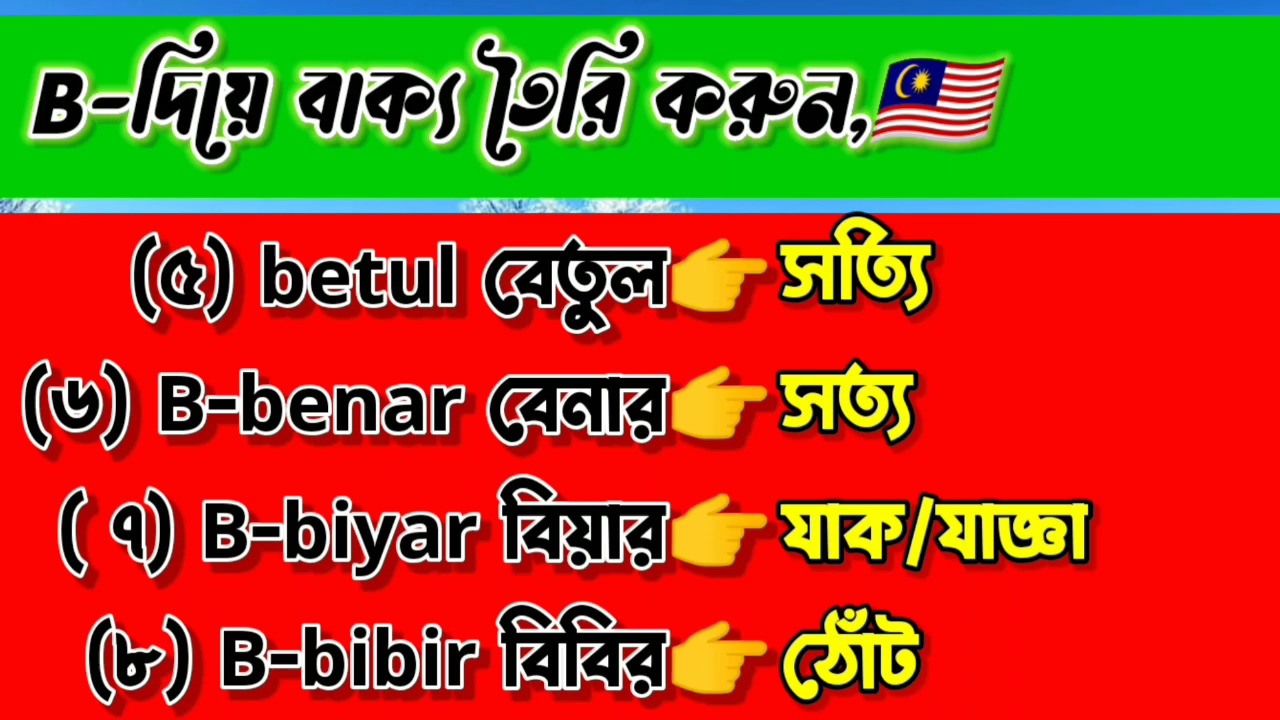 B-দিয়ে বাক্য তৈরি করুন,
(৫) betul বেতুল 👉 সত্যি
(৬) B-benar বেনার 👉 সত্য
( ৭) B-biyar বিয়ার 👉 যাক/যাজ্ঞা
(৮) B-bibir বিবির 👉 ঠোঁট